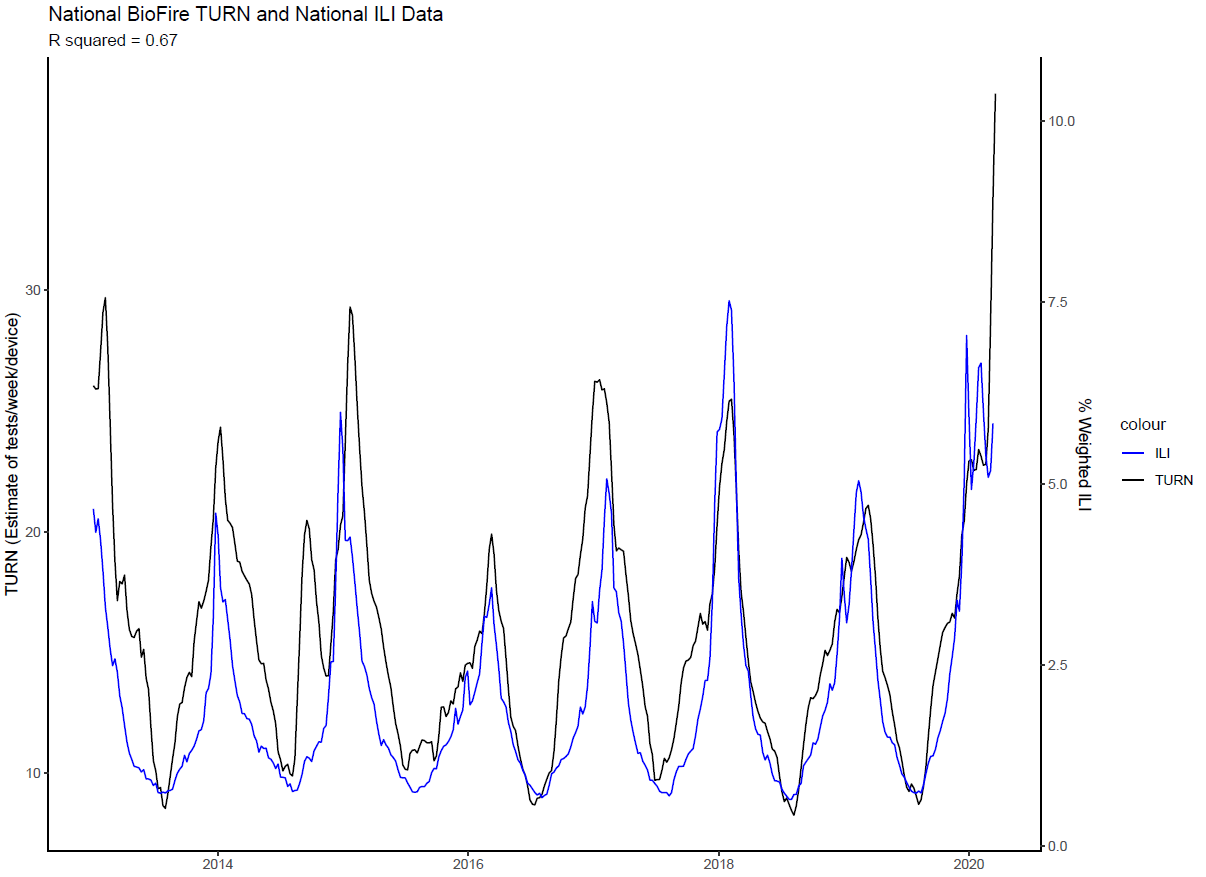 National BioFire TURN and National ILI Data
R squared = 0.67
TURN (Estimate of tests/week/device)
30
20
10
2014
2016
2018
2020
10.0
7.5
5.0
2.5
0.0
% Weighted ILI
colour
ILI
TURN